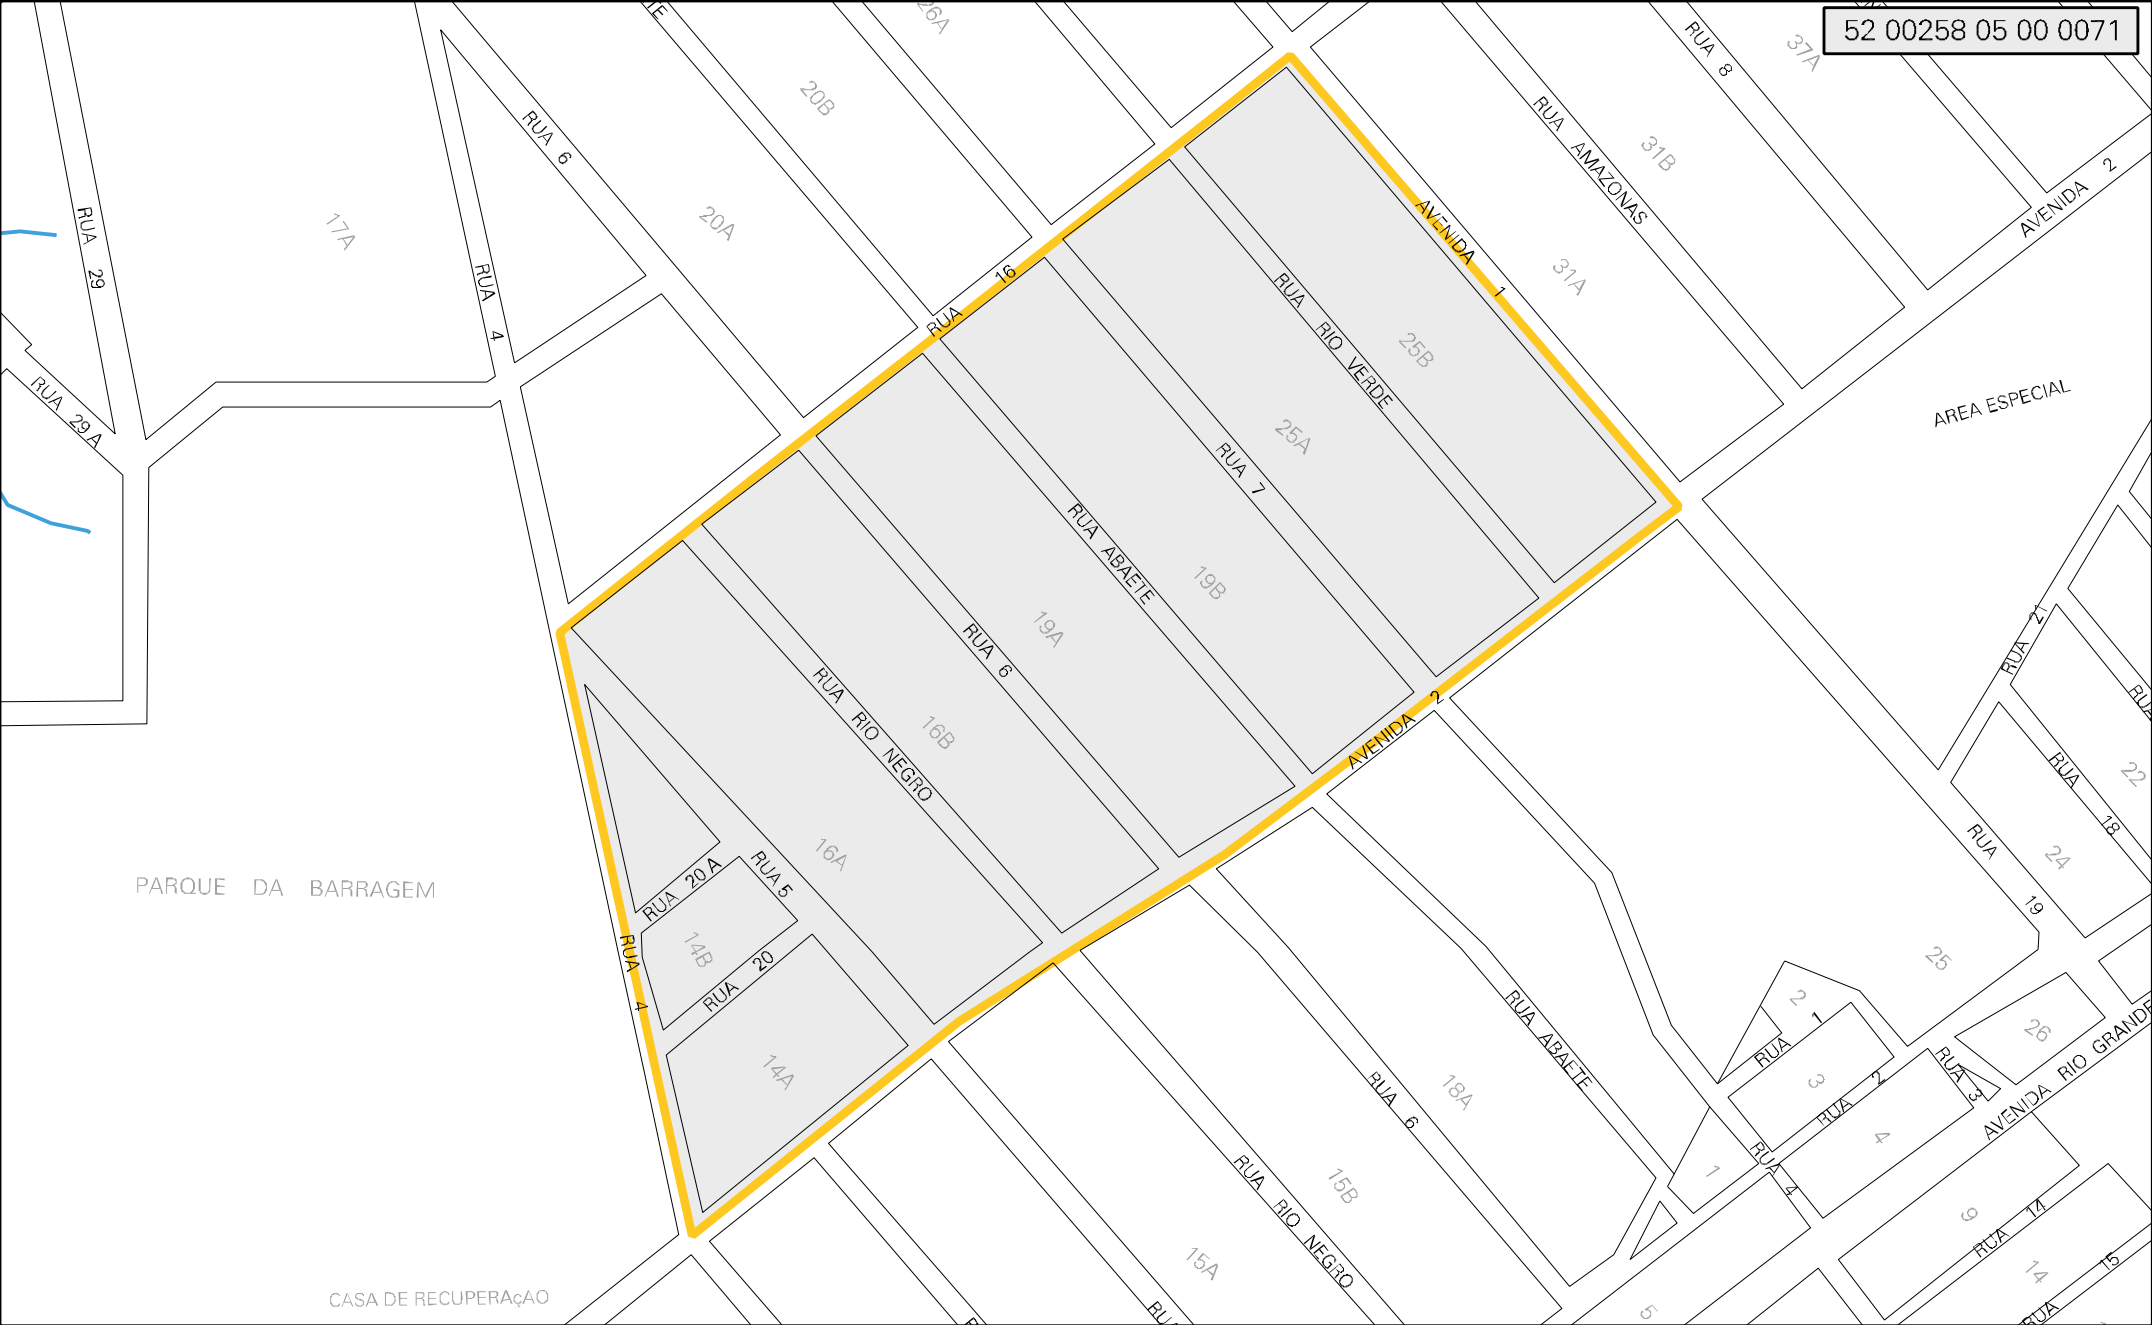 52 00258 05 00 0071
26A
37A
RUA 8
20B
RUA 6
RUA AMAZONAS
31B
AVENIDA 2
20A
17A
RUA 29
RUA 4
AVENIDA 1
31A
RUA 16
RUA RIO VERDE
25B
RUA 29 A
AREA ESPECIAL
25A
RUA 7
RUA ABAETE
19B
19A
RUA 6
RUA 21
RUA RIO NEGRO
16B
AVENIDA 2
RUA
RUA 18
22
16A
RUA 5
RUA 20 A
RUA 19
24
PARQUE DA BARRAGEM
14B
RUA 4
RUA 20
25
14A
RUA ABAETE
2
RUA 1
26
AVENIDA RIO GRANDE
3
RUA 2
RUA 3
4
RUA 6
18A
RUA 4
1
RUA RIO NEGRO
15B
9
RUA 14
15A
14
RUA 15
CASA DE RECUPERAçAO
5
RUA